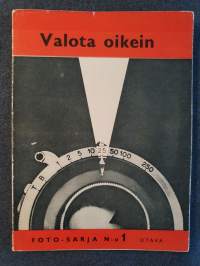 Valota oikein
T B 1 2 5 10 25 50 100 250
FOTO-SARJA N:o 1 OTAVA